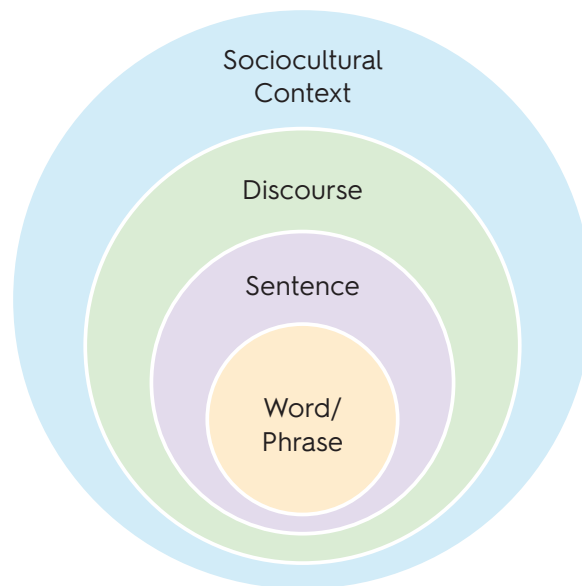 Sociocultural
Context
Discourse
Sentence
Word/
Phrase